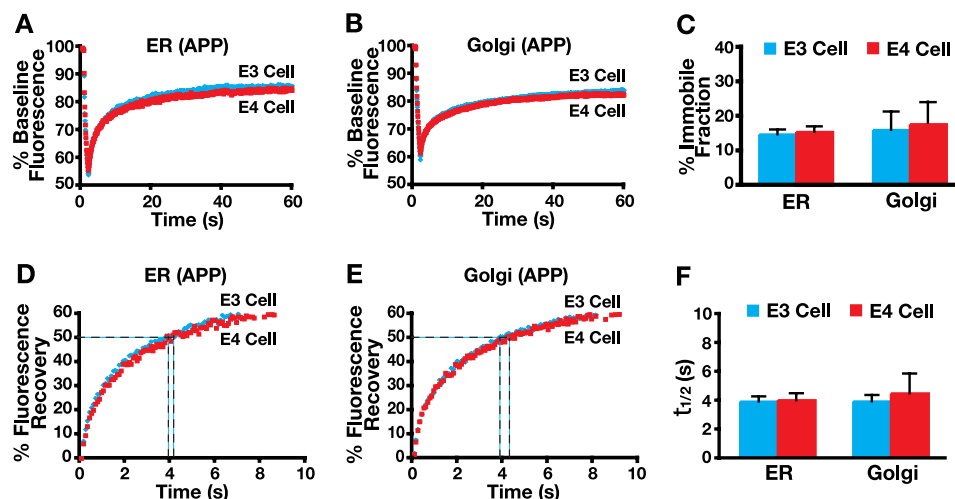 A
ER (APP)
% Baseline
Fluorescence
100
90
80
70
60
50
E3 Cell
E4 Cell
0
20
40
60
Time (s)
B
Golgi (APP)
% Baseline
Fluorescence
100
90
80
70
60
50
E3 Cell
E4 Cell
0
20
40
60
Time (s)
C
E3 Cell
E4 Cell
% Immobile
Fraction
40
30
20
10
0
ER
Golgi
D
ER (APP)
% Fluorescence
Recovery
60
50
40
30
20
10
0
E3 Cell
E4 Cell
0
2
4
6
8
10
Time (s)
E
Golgi (APP)
% Fluorescence
Recovery
60
50
40
30
20
10
0
E3 Cell
E4 Cell
0
2
4
6
8
10
Time (s)
F
E3 Cell
E4 Cell
t1/2 (s)
10
8
6
4
2
0
ER
Golgi